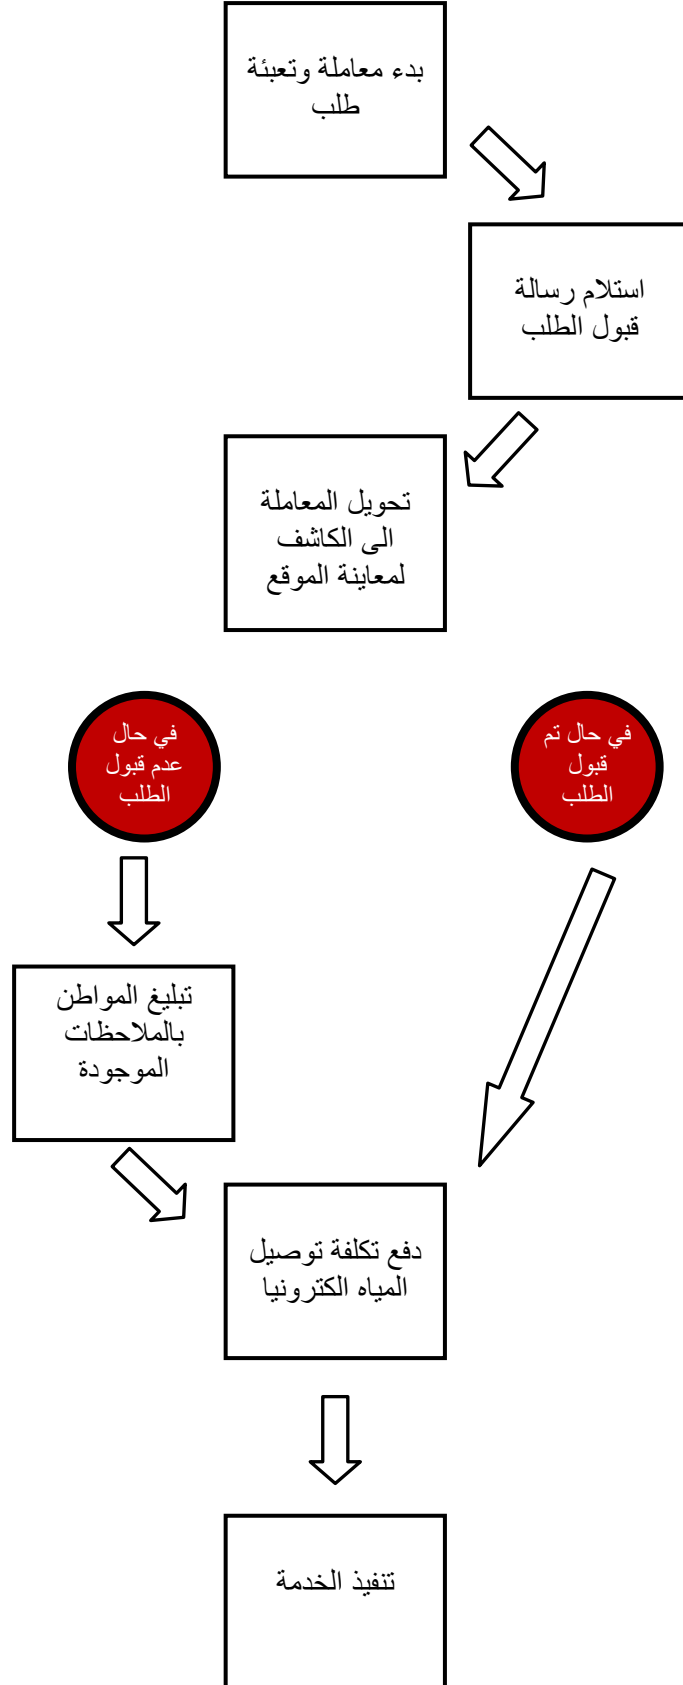 بدء معاملة وتعبئة
طلب
استلام رسالة
قبول الطلب
تحويل المعاملة
الى الكاشف
لمعاينة الموقع
في حال تم
قبول
الطلب
في حال
عدم قبول
الطلب
تبليغ المواطن
بالملاحظات
الموجودة
دفع تكلفة توصيل
المياه الكترونيا
تنفيذ الخدمة